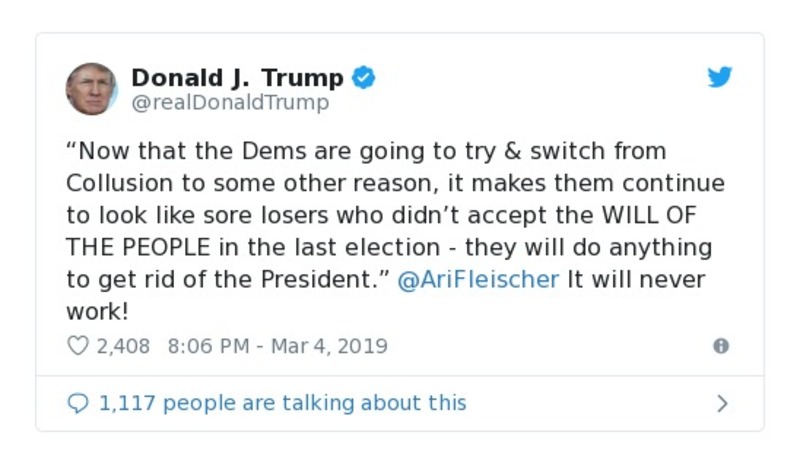 Donald J. Trump
@realDonaldTrump
“Now that the Dems are going to try & switch from
Collusion to some other reason, it makes them continue
to look like sore losers who didn’t accept the WILL OF
THE PEOPLE in the last election - they will do anything
to get rid of the President.” @AriFleischer It will never
work!
2,408 8:06 PM - Mar 4, 2019
1,117 people are talking about this